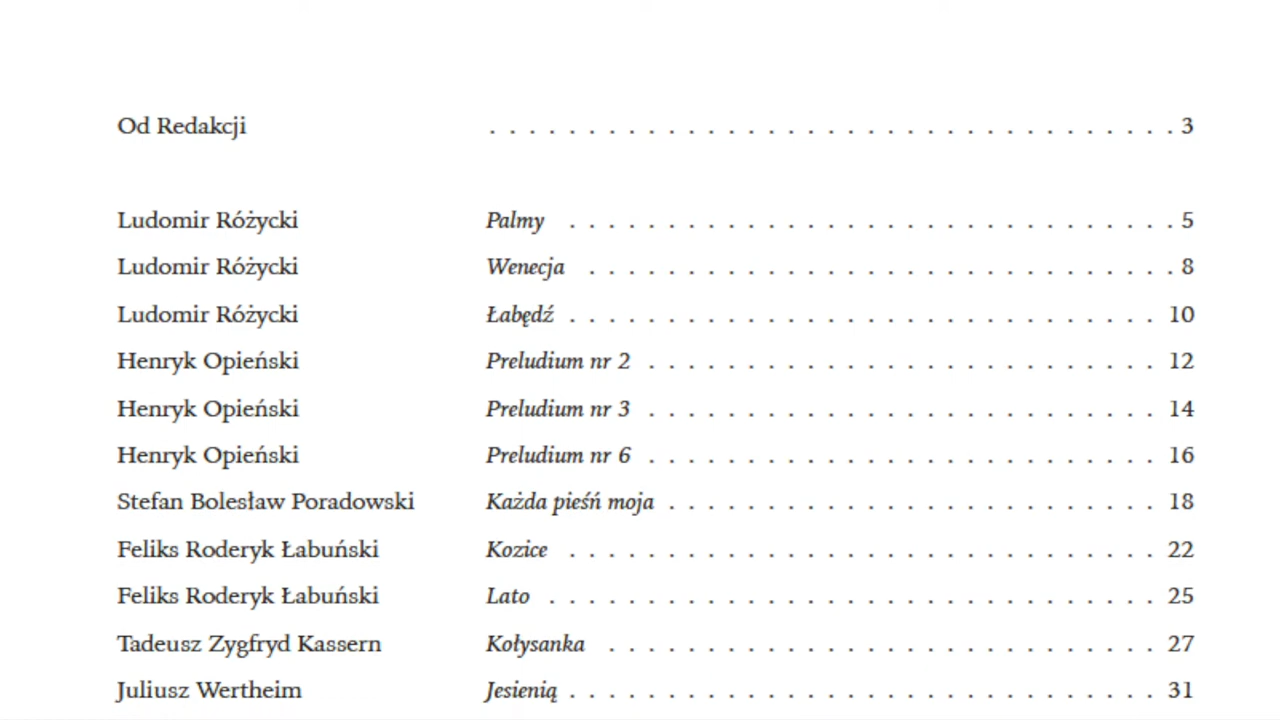 Od Redakcji . . . . . . . . . . . . . . . . . . . . . . . . . . . . . . . . . . . 3
Ludomir Różycki Palmy . . . . . . . . . . . . . . . . . . . . . . . . . . . . . . . 5
Ludomir Różycki Wenecja . . . . . . . . . . . . . . . . . . . . . . . . . . . . . . 8
Ludomir Różycki Łabędź . . . . . . . . . . . . . . . . . . . . . . . . . . . . . . 10
Henryk Opieński Preludium nr 2 . . . . . . . . . . . . . . . . . . . . . . . . . . 12
Henryk Opieński Preludium nr 3 . . . . . . . . . . . . . . . . . . . . . . . . . . 14
Henryk Opieński Preludium nr 6 . . . . . . . . . . . . . . . . . . . . . . . . . . 16
Stefan Bolesław Poradowski Każda pieśń moja . . . . . . . . . . . . . . . . . . . . . . . . . 18
Feliks Roderyk Łabuński Kozice . . . . . . . . . . . . . . . . . . . . . . . . . . . . . . 22
Feliks Roderyk Łabuński Lato . . . . . . . . . . . . . . . . . . . . . . . . . . . . . . . 25
Tadeusz Zygfryd Kassern Kołysanka . . . . . . . . . . . . . . . . . . . . . . . . . . . . 27
Juliusz Wertheim Jesienią . . . . . . . . . . . . . . . . . . . . . . . . . . . . . . 31